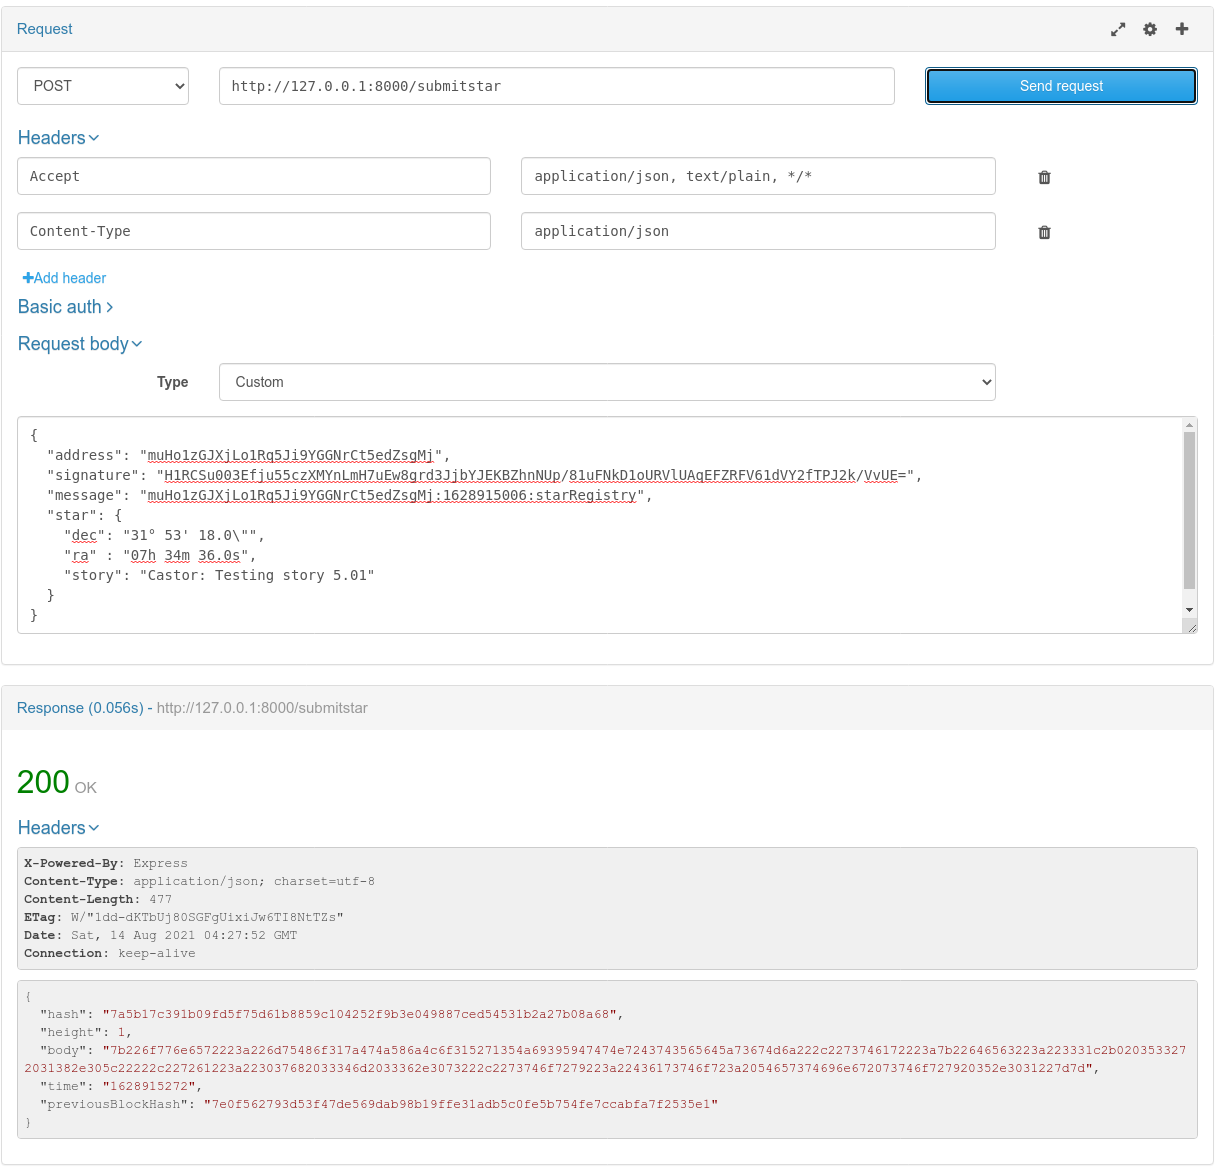 Request
POST
http://127.0.0.1:8000/submitstar
Send request
Headers
Accept
application/json, text/plain, */*
Content-Type
application/json
Add header
Basic auth
Request body
Type
Custom
{
"address": "muHo1zGJXjLo1Rq5Ji9YGGNrCt5edZsgMj",
"signature": "H1RCSu003Efju55czXMYnLmH7uEw8grd3JjbYJEKBZhnNUp/81uFNkD1oURVlUAqEFZRFV61dVY2fTPJ2k/VvUE=",
"message": "muHo1zGJXjLo1Rq5Ji9YGGNrCt5edZsgMj:1628915006:starRegistry",
"star": {
"dec": "31° 53' 18.0\"",
"ra" : "07h 34m 36.0s",
"story": "Castor: Testing story 5.01"
}
}
Response (0.056s) - http://127.0.0.1:8000/submitstar
200 OK
Headers
X-Powered-By: Express
Content-Type: application/json; charset=utf-8
Content-Length: 477
ETag: W/"1dd-dKTbUj80SGFgUixiJw6TI8NtTZs"
Date: Sat, 14 Aug 2021 04:27:52 GMT
Connection: keep-alive
{
"hash": "7a5b17c391b09fd5f75d61b8859c104252f9b3e049887ced54531b2a27b08a68",
"height": 1,
"body": "7b226f776e6572223a226d75486f317a474a586a4c6f315271354a69395947474e7243743565645a73674d6a222c2273746172223a7b22646563223a223331c2b020353327
2031382e305c22222c227261223a223037682033346d2033362e3073222c2273746f7279223a22436173746f723a2054657374696e672073746f727920352e3031227d7d",
"time": "1628915272",
"previousBlockHash": "7e0f562793d53f47de569dab98b19ffe31adb5c0fe5b754fe7ccabfa7f2535e1"
}